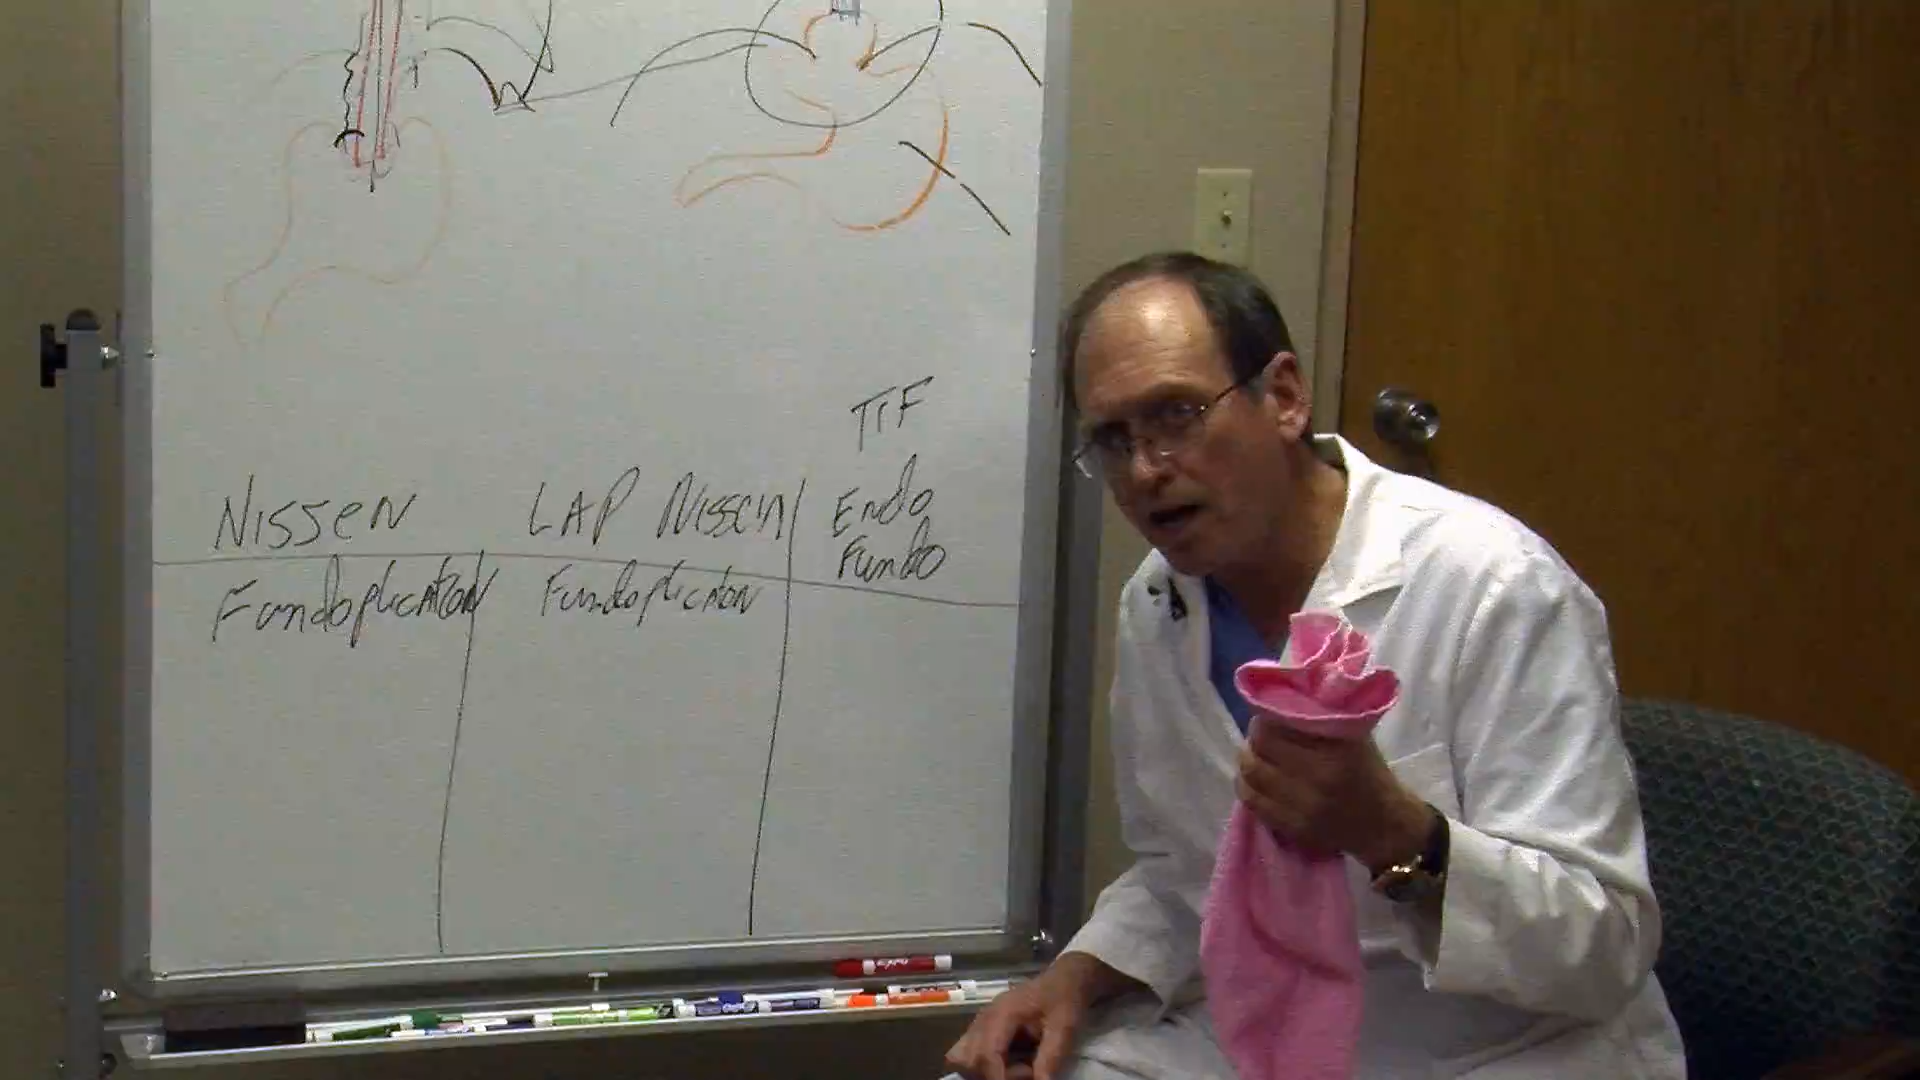 TIF
NISSEN LAP NISSEN Endo
Fundoplication Fundoplication Fundo